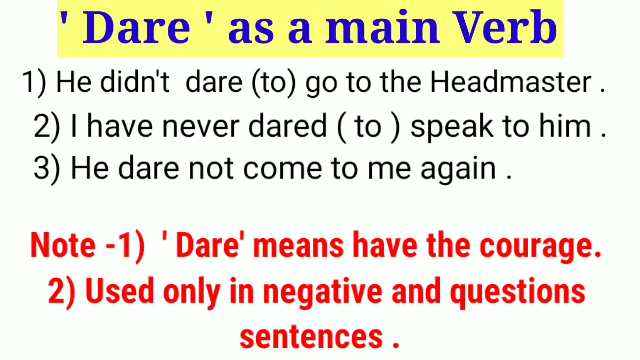 ' Dare ' as a main Verb
1) He didn't dare (to) go to the Headmaster .
2) I have never dared ( to ) speak to him .
3) He dare not come to me again .
Note -1) ' Dare' means have the courage.
2) Used only in negative and questions
sentences .